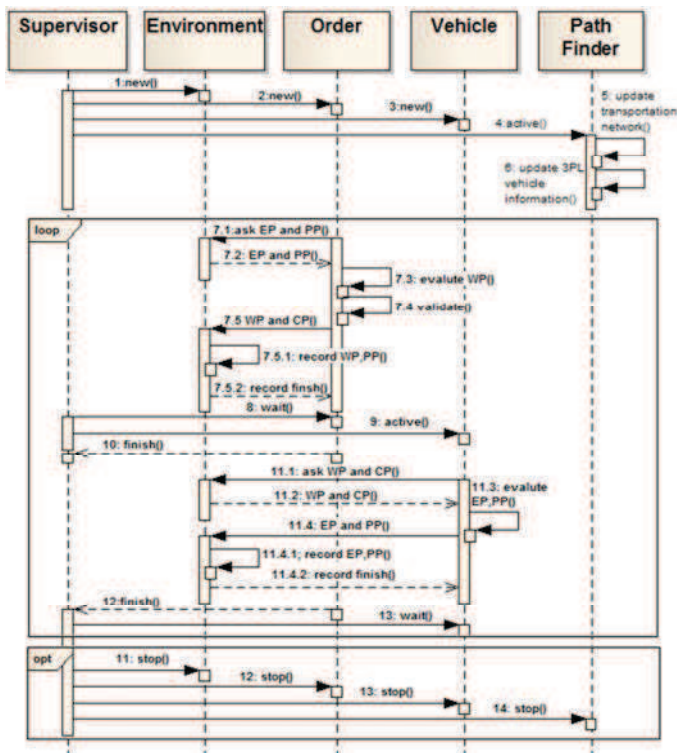 Supervisor
Environment
Order
Vehicle
Path
Finder
1:new()
2:new()
3:new()
4:active()
5: update
transportation
network()
6: update 3PL
vehicle
information()
loop
7.1:ask EP and PP()
7.2: EP and PP()
7.3: evalute WP()
7.4 validate()
7.5 WP and CP()
7.5.1: record WP,PP()
7.5.2: record finsh()
8: wait()
9: active()
10: finish()
11.1: ask WP and CP()
11.2: WP and CP()
11.3: evalute
EP,PP()
11.4: EP and PP()
11.4.1; record EP,PP()
11.4.2: record finish()
12:finish()
13: wait()
opt
11: stop()
12: stop()
13: stop()
14: stop()